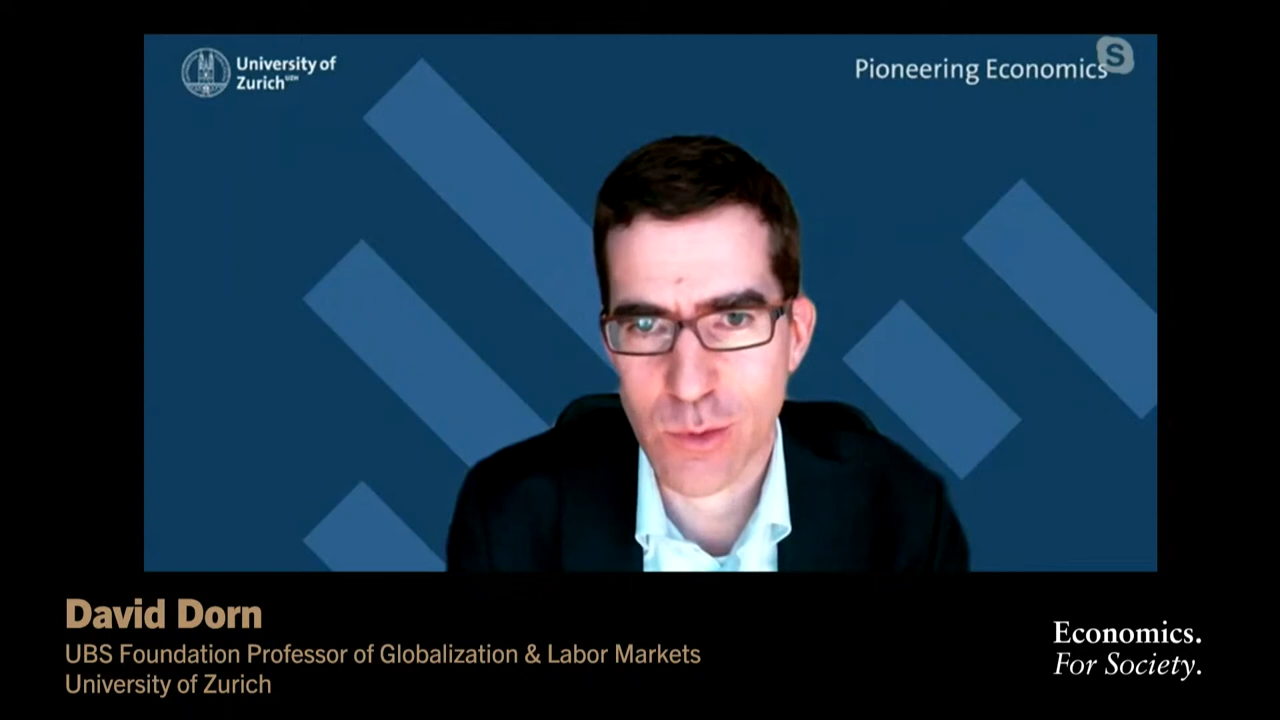 University of
Zurich UZH
Pioneering Economics
S
David Dorn
UBS Foundation Professor of Globalization & Labor Markets
University of Zurich
Economics.
For Society.